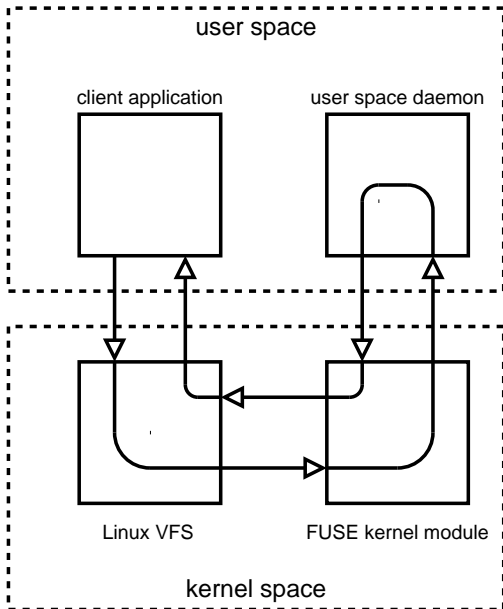 user space
client application
user space daemon
Linux VFS
FUSE kernel module
kernel space